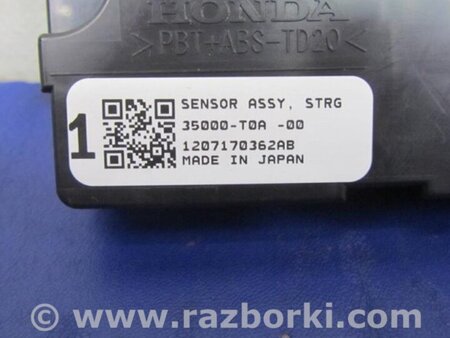 HONDA
>PBT+ABS-TD20<
1
SENSOR ASSY, STRG
35000-T0A -00
1207170362AB
MADE IN JAPAN
© www.razborki.com